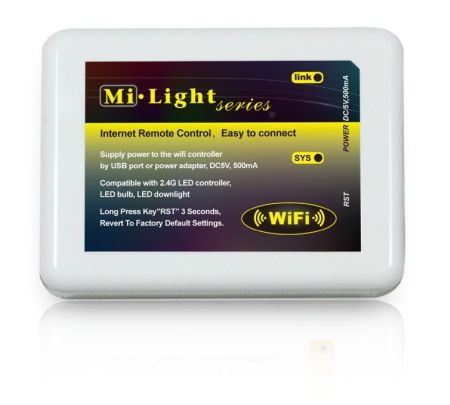 link
Mi·Light series
POWER DC/5V,500mA
Internet Remote Control, Easy to connect
Supply power to the wifi controller
by USB port or power adapter, DC5V, 500mA
SYS
Compatible with 2.4G LED controller,
LED bulb, LED downlight
RST
Long Press Key"RST" 3 Seconds,
Revert To Factory Default Settings.
WiFi